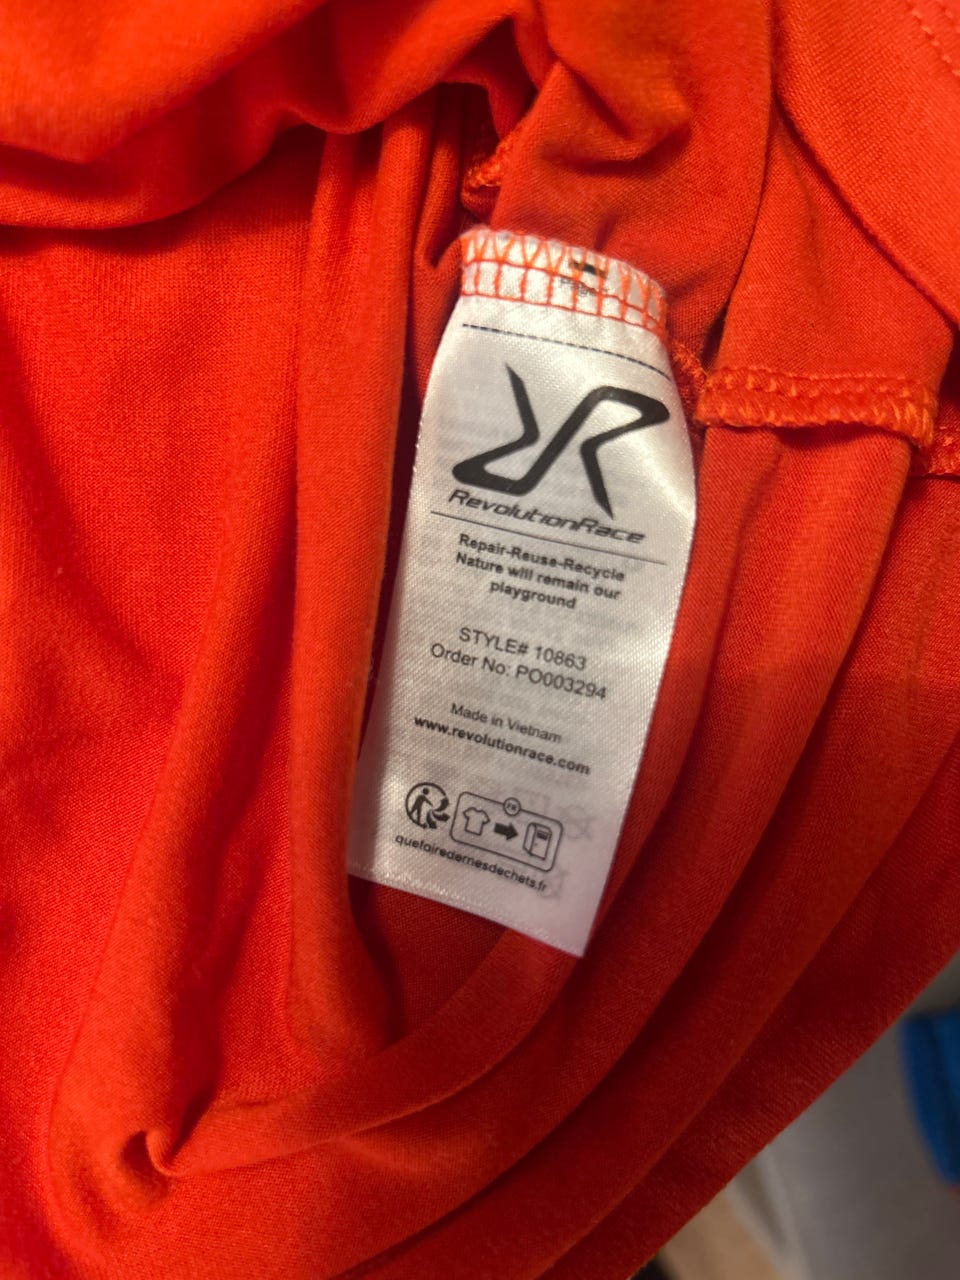 RevolutionRace
Repair-Reuse-Recycle
Nature will remain our
playground
STYLE# 10863
Order No: PO003294
Made in Vietnam
www.revolutionrace.com
FR
quefairedemesdechets.fr